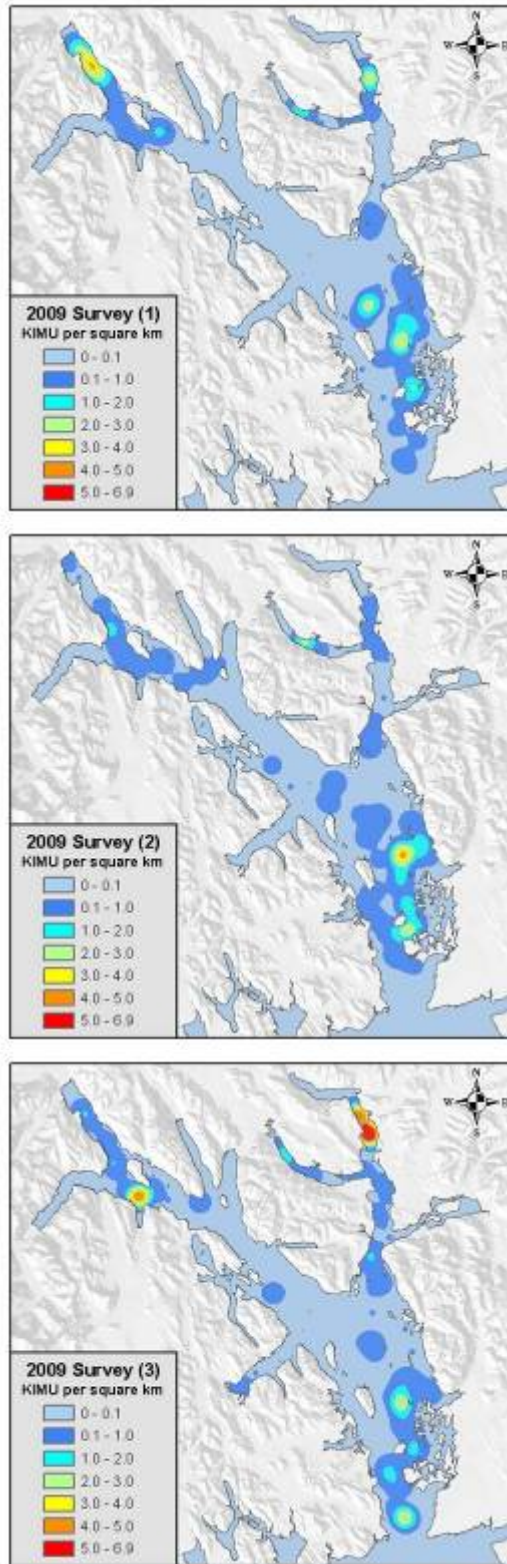 N
W E
S
2009 Survey (1)
KIMU per square km
0 - 0.1
0.1 - 1.0
1.0 - 2.0
2.0 - 3.0
3.0 - 4.0
4.0 - 5.0
5.0 - 6.9
N
W E
S
2009 Survey (2)
KIMU per square km
0 - 0.1
0.1 - 1.0
1.0 - 2.0
2.0 - 3.0
3.0 - 4.0
4.0 - 5.0
5.0 - 6.9
N
W E
S
2009 Survey (3)
KIMU per square km
0 - 0.1
0.1 - 1.0
1.0 - 2.0
2.0 - 3.0
3.0 - 4.0
4.0 - 5.0
5.0 - 6.9